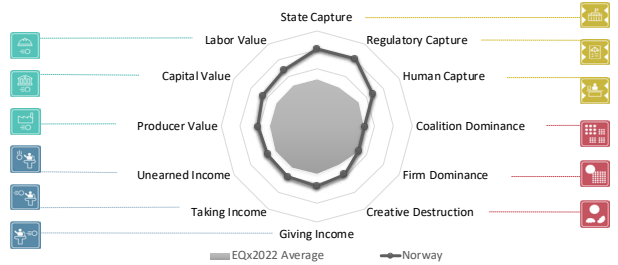 State Capture
Labor Value
Regulatory Capture
Capital Value
Human Capture
Producer Value
Coalition Dominance
Unearned Income
Firm Dominance
Taking Income
Creative Destruction
Giving Income
EQx2022 Average
Norway